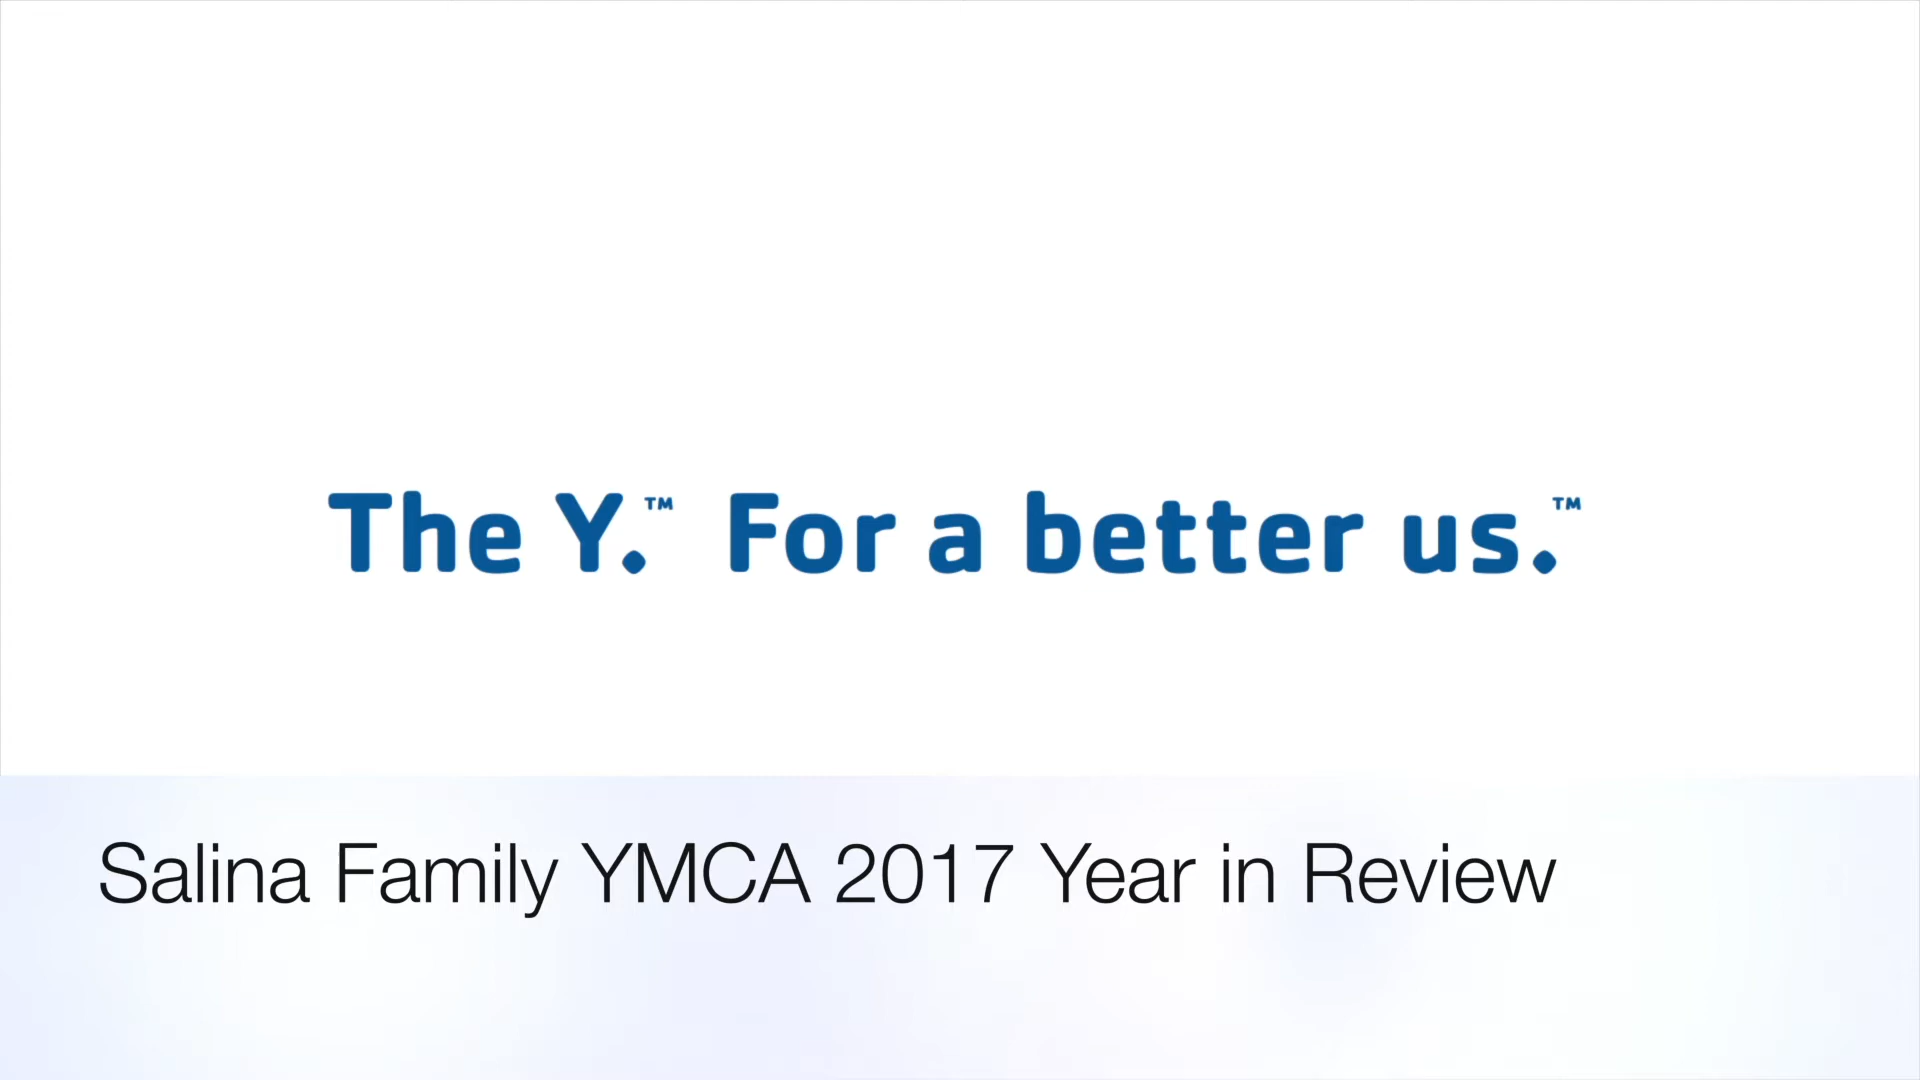 The Y.™ For a better us.™
Salina Family YMCA 2017 Year in Review